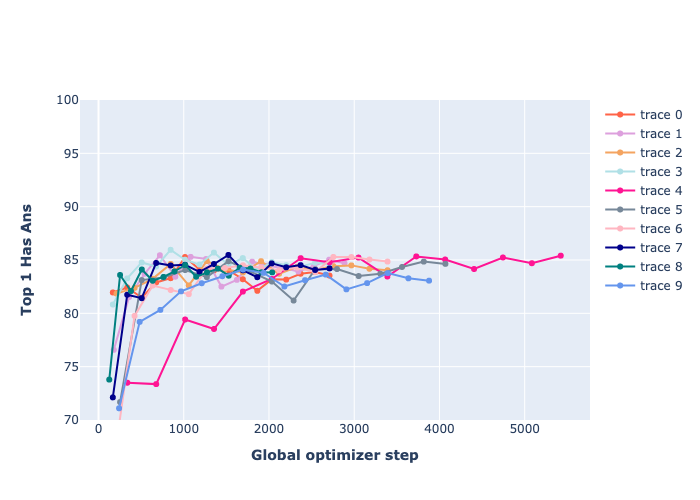 100
95
90
85
80
75
70
0
1000
2000
3000
4000
5000
Global optimizer step
Top 1 Has Ans
trace 0
trace 1
trace 2
trace 3
trace 4
trace 5
trace 6
trace 7
trace 8
trace 9